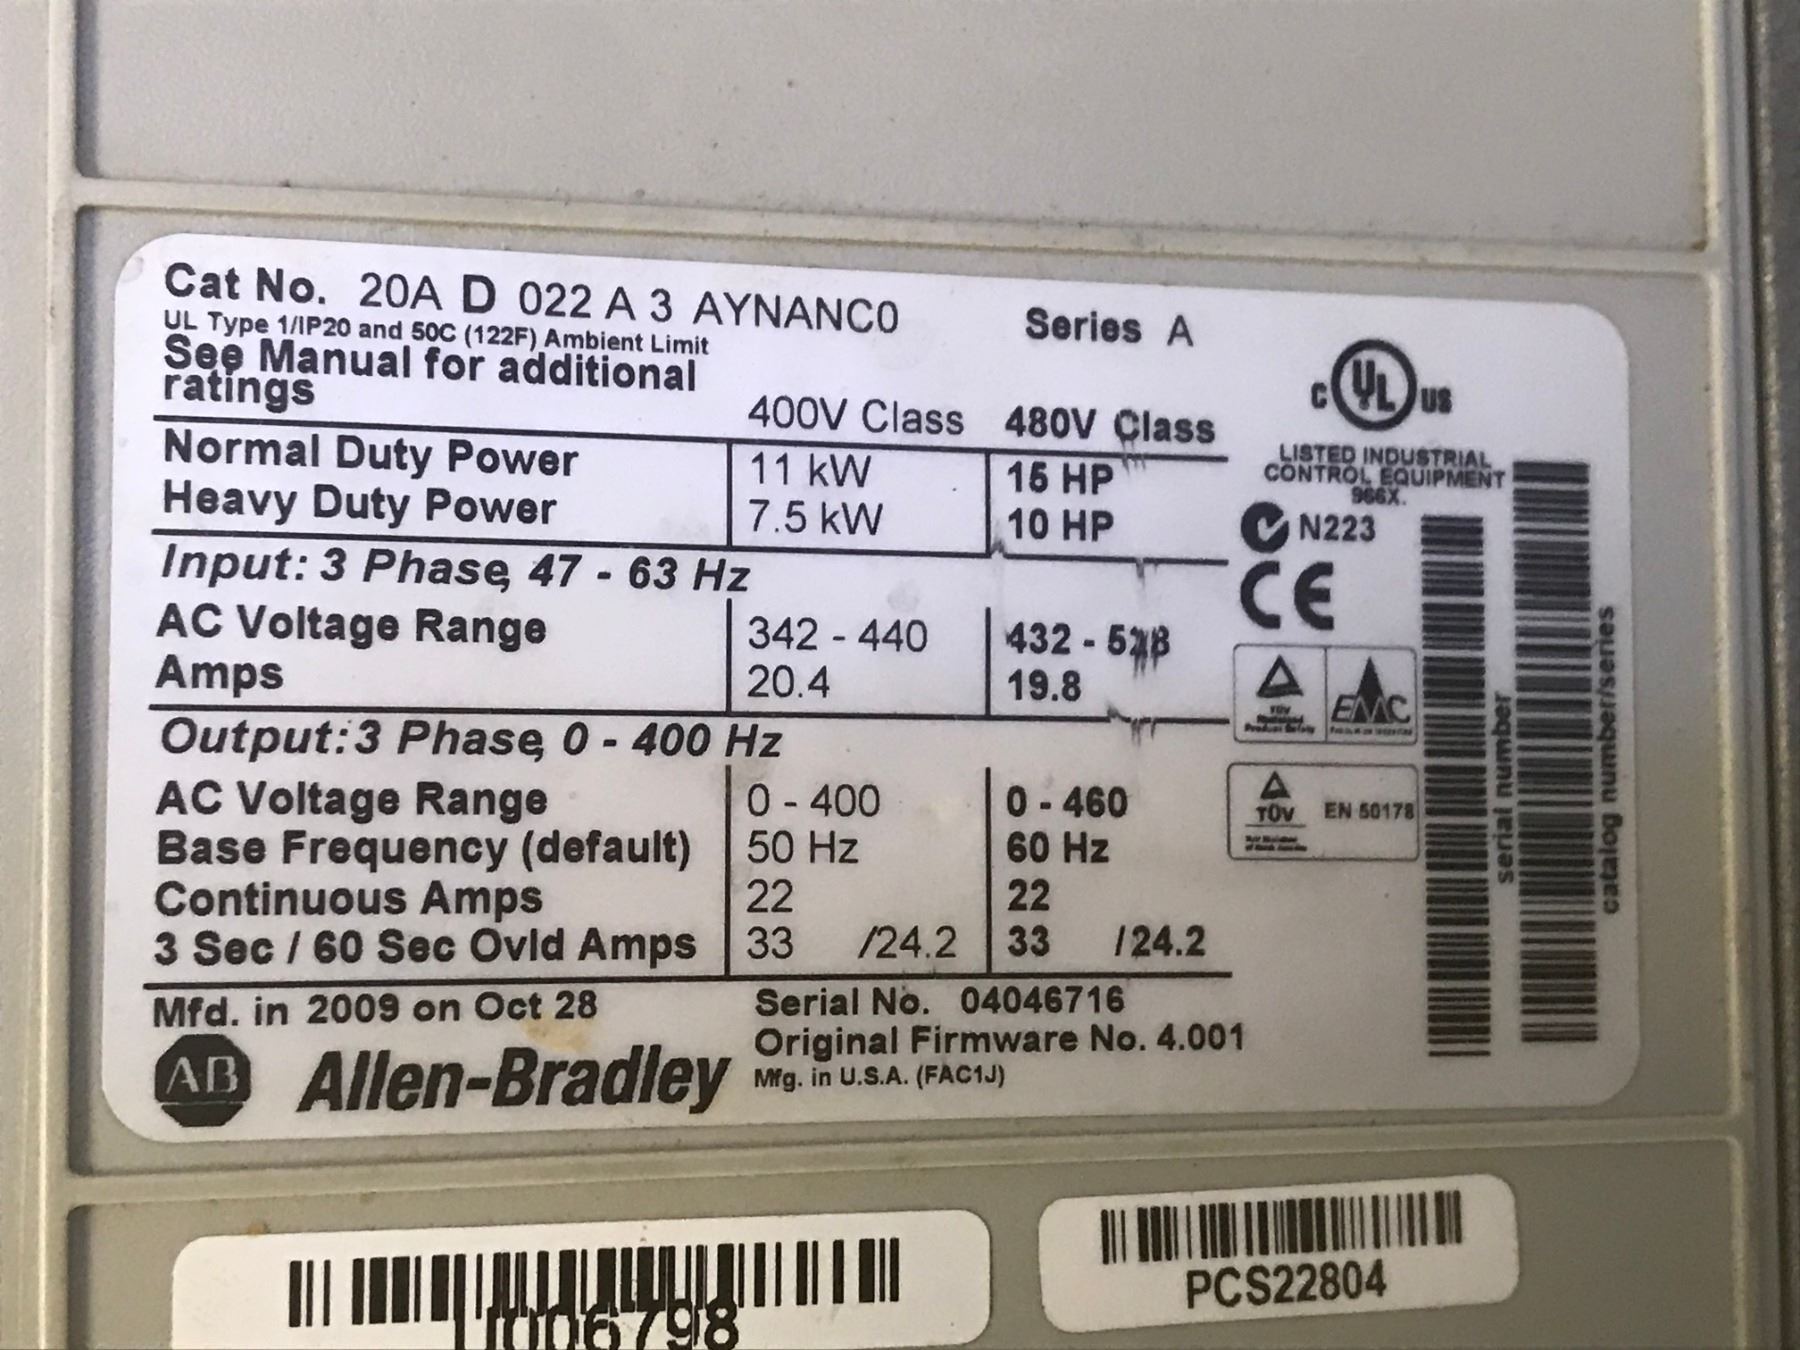 Cat No. 20A D 022 A 3 AYNANC0 Series A
UL Type 1/IP20 and 50C (122F) Ambient Limit
See Manual for additional
ratings
400V Class 480V Class
Normal Duty Power 11 kW 15 HP
Heavy Duty Power 7.5 kW 10 HP
Input: 3 Phase, 47 - 63 Hz
AC Voltage Range 342 - 440 432 - 528
Amps 20.4 19.8
Output: 3 Phase, 0 - 400 Hz
AC Voltage Range 0 - 400 0 - 460
Base Frequency (default) 50 Hz 60 Hz
Continuous Amps 22 22
3 Sec / 60 Sec Ovld Amps 33 /24.2 33 /24.2
Mfd. in 2009 on Oct 28 Serial No. 04046716
Original Firmware No. 4.001
AB Allen-Bradley Mfg. in U.S.A. (FAC1J)
C UL US
LISTED INDUSTRIAL
CONTROL EQUIPMENT
966X.
N223
CE
EMC
TÜV EN 50178
serial number
catalog number/series
PCS22804